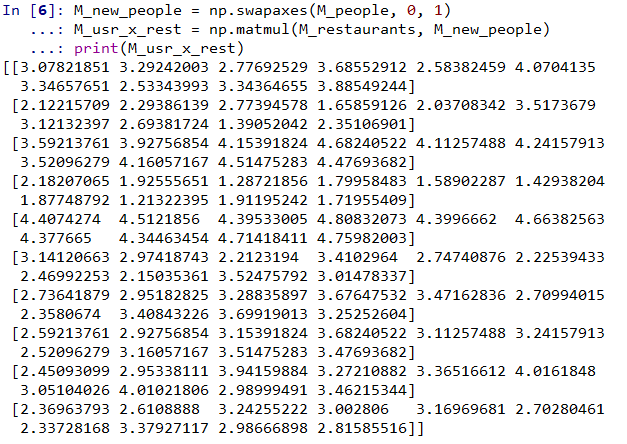 In [6]: M_new_people = np.swapaxes(M_people, 0, 1)
   ...: M_usr_x_rest = np.matmul(M_restaurants, M_new_people)
   ...: print(M_usr_x_rest)
[[3.07821851 3.29242003 2.77692529 3.68552912 2.58382459 4.0704135
  3.34657651 2.53343993 3.34364655 3.88549244]
 [2.12215709 2.29386139 2.77394578 1.65859126 2.03708342 3.5173679
  3.12132397 2.69381724 1.39052042 2.35106901]
 [3.59213761 3.92756854 4.15391824 4.68240522 4.11257488 4.24157913
  3.52096279 4.16057167 4.51475283 4.47693682]
 [2.18207065 1.92555651 1.28721856 1.79958483 1.58902287 1.42938204
  1.87748792 1.21322395 1.91195242 1.71955409]
 [4.4074274  4.5121856  4.39533005 4.80832073 4.3996662  4.66382563
  4.377665   4.34463454 4.71418411 4.75982003]
 [3.14120663 2.97418743 2.2123194  3.4102964  2.74740876 2.22539433
  2.46992253 2.15035361 3.52475792 3.01478337]
 [2.73641879 2.95182825 3.28835897 3.67647532 3.47162836 2.70994015
  2.3580674  3.40843226 3.69919013 3.25252604]
 [2.59213761 2.92756854 3.15391824 3.68240522 3.11257488 3.24157913
  2.52096279 3.16057167 3.51475283 3.47693682]
 [2.45093099 2.95338111 3.94159884 3.27210882 3.36516612 4.0161848
  3.05104026 4.01021806 2.98999491 3.46215344]
 [2.36963793 2.6108888  3.24255222 3.002806   3.16969681 2.70280461
  2.33728168 3.37927117 2.98666898 2.81585516]]